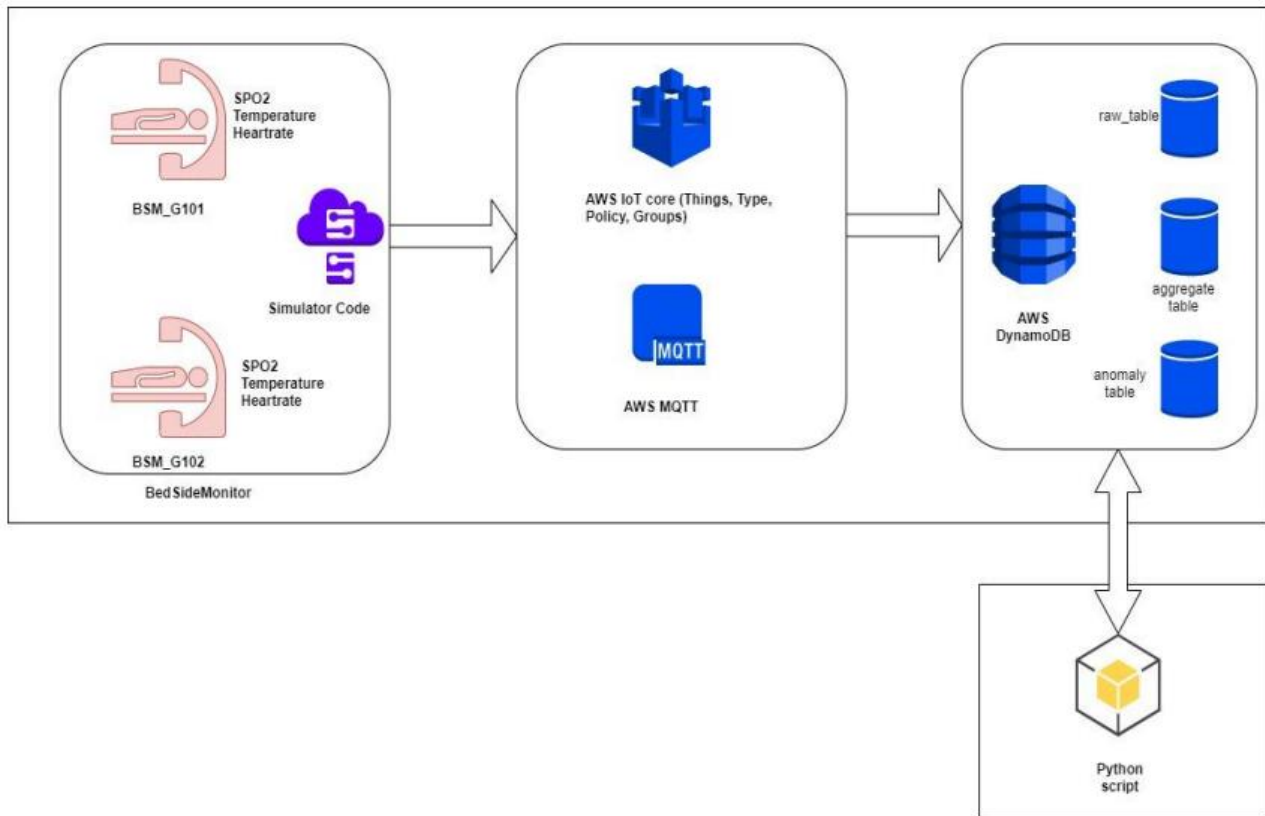 SPO2
Temperature
Heartrate
BSM_G101
Simulator Code
SPO2
Temperature
Heartrate
BSM_G102
BedSideMonitor
AWS IoT core (Things, Type,
Policy, Groups)
MQTT
AWS MQTT
raw_table
AWS
DynamoDB
aggregate
table
anomaly
table
Python
script